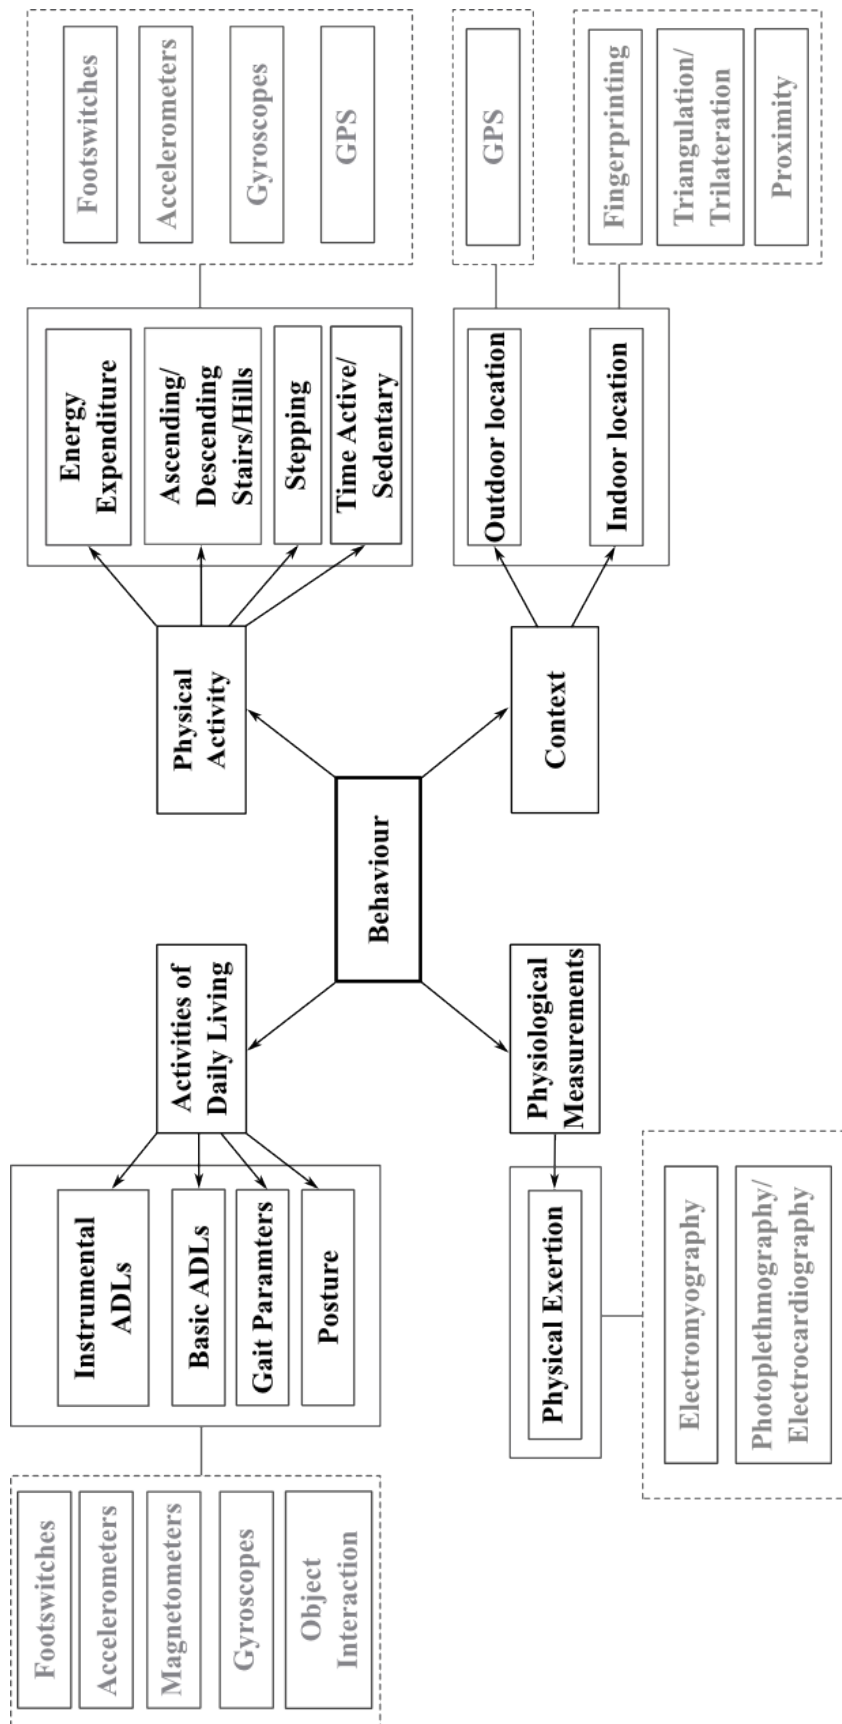 Footswitches
Accelerometers
Magnetometers
Gyroscopes
Object
Interaction
Instrumental
ADLs
Basic ADLs
Gait Paramters
Posture
Activities of
Daily Living
Physical
Activity
Energy
Expenditure
Ascending/
Descending
Stairs/Hills
Stepping
Time Active/
Sedentary
Footswitches
Accelerometers
Gyroscopes
GPS
Behaviour
Physical Exertion
Electromyography
Photoplethmography/
Electrocardiography
Physiological
Measurements
Context
Outdoor location
Indoor location
GPS
Fingerprinting
Triangulation/
Trilateration
Proximity